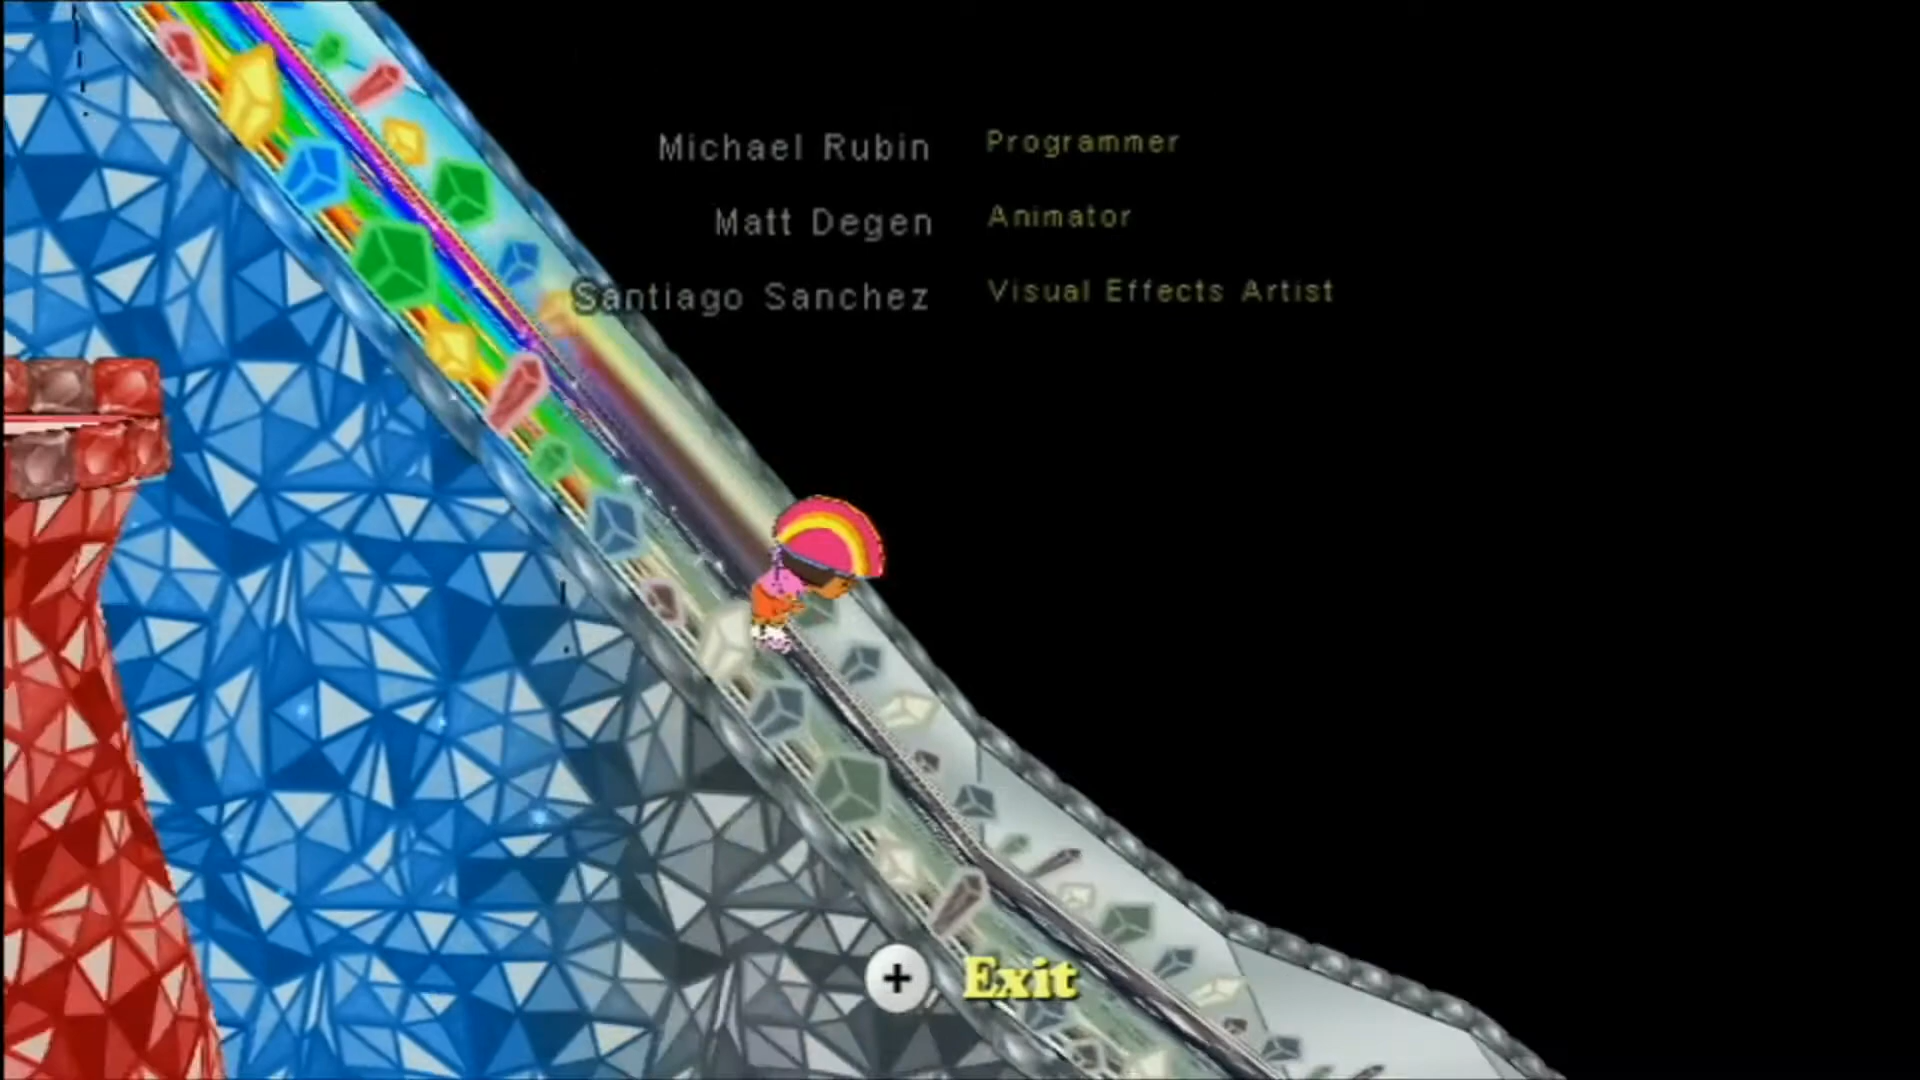 Michael Rubin Programmer
Matt Degen Animator
Santiago Sanchez Visual Effects Artist
+ Exit